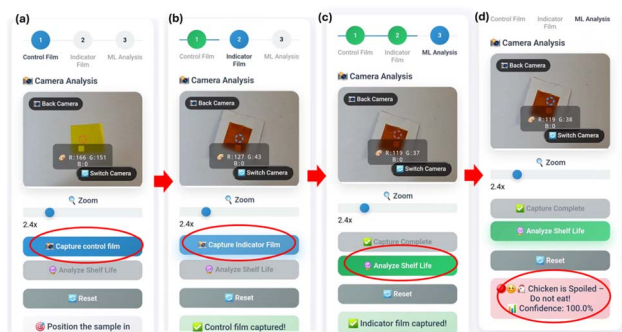 (a)
1 2 3
Control Film Indicator Film ML Analysis
Camera Analysis
Back Camera
R:166 G:151
B:0
Switch Camera
Zoom
2.4x
Capture control film
Analyze Shelf Life
Reset
Position the sample in
(b)
1 2 3
Control Film Indicator Film ML Analysis
Camera Analysis
Back Camera
R:127 G:43
B:0
Switch Camera
Zoom
2.4x
Capture Indicator Film
Analyze Shelf Life
Reset
Control film captured!
(c)
1 2 3
Control Film Indicator Film ML Analysis
Camera Analysis
Back Camera
R:119 G:37
B:0
Switch Camera
Zoom
2.4x
Capture Complete
Analyze Shelf Life
Reset
Indicator film captured!
(d)
Control Film Indicator Film ML Analysis
Camera Analysis
Back Camera
R:119 G:38
B:0
Switch Camera
Zoom
2.4x
Capture Complete
Analyze Shelf Life
Reset
Chicken is Spoiled –
Do not eat!
Confidence: 100.0%